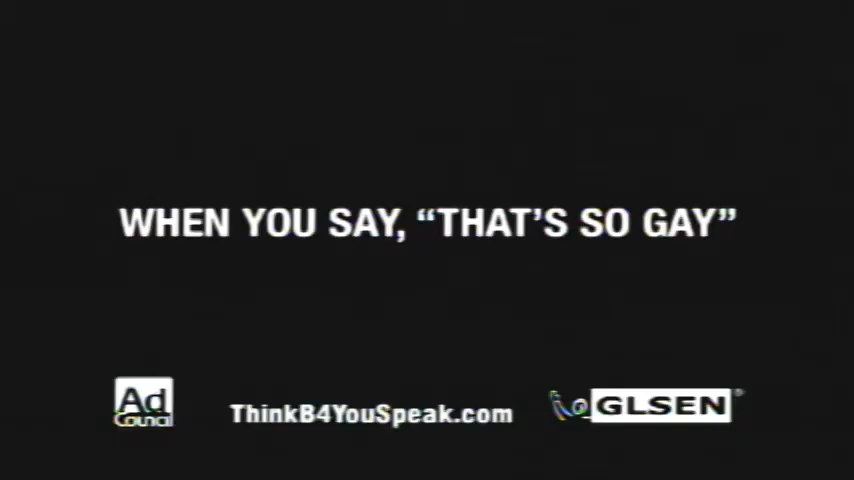 WHEN YOU SAY, “THAT’S SO GAY”
Ad Council
ThinkB4YouSpeak.com
GLSEN®